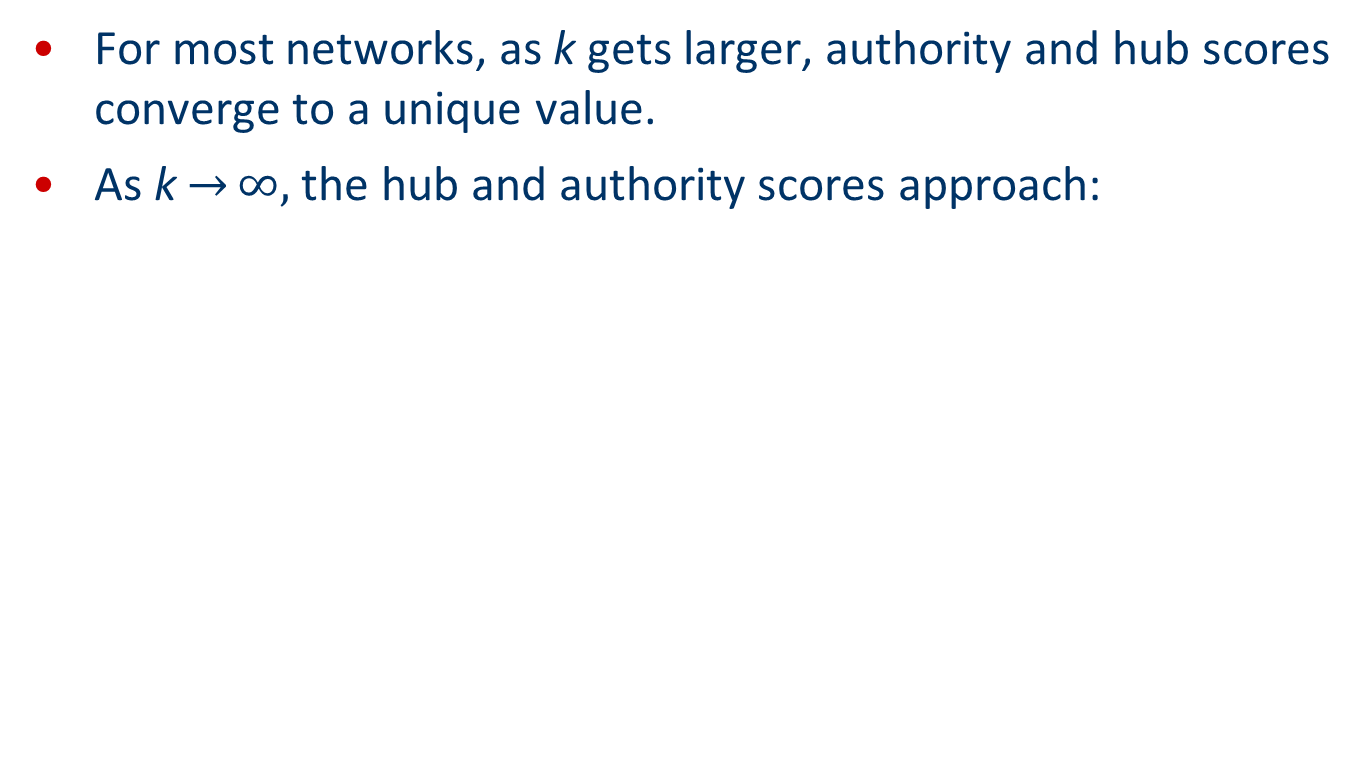 • For most networks, as k gets larger, authority and hub scores
converge to a unique value.
• As k → ∞, the hub and authority scores approach: